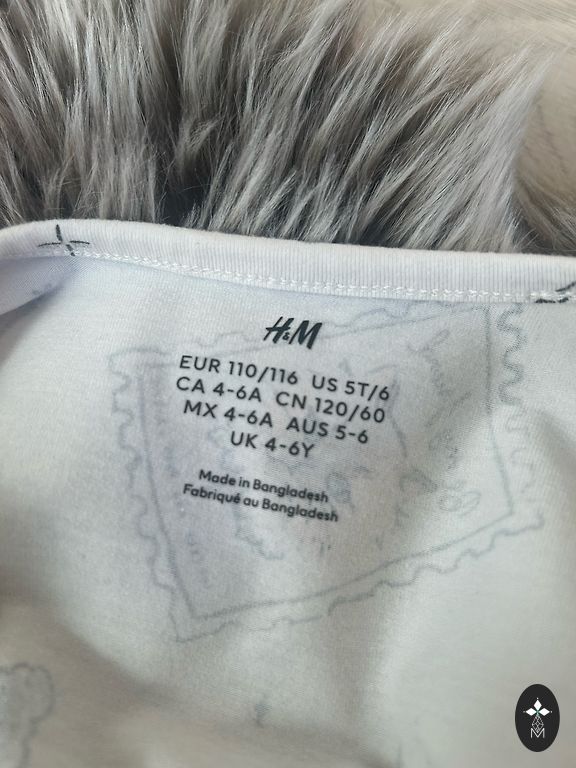 H&M
EUR 110/116 US 5T/6
CA 4-6A CN 120/60
MX 4-6A AUS 5-6
UK 4-6Y
Made in Bangladesh
Fabriqué au Bangladesh
M